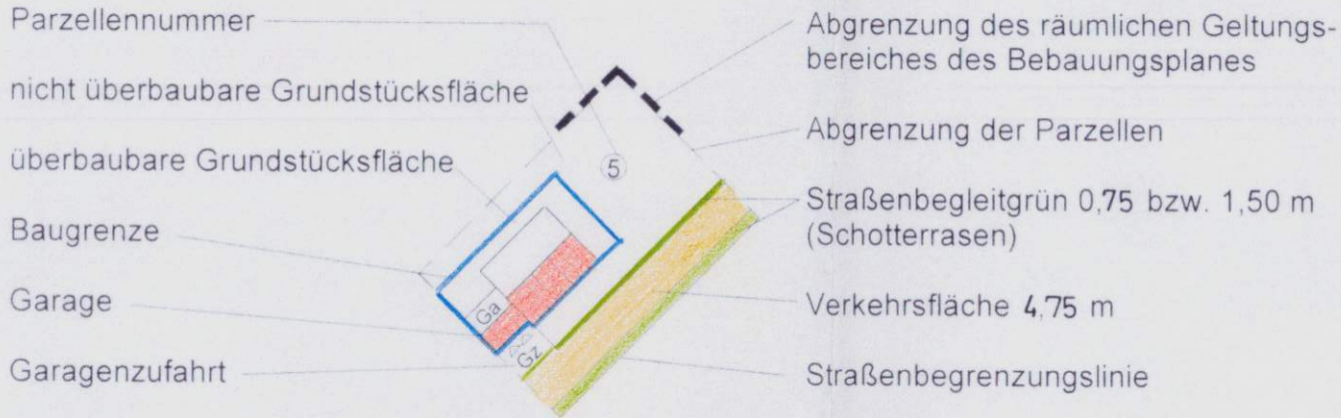 Parzellennummer
nicht überbaubare Grundstücksfläche
überbaubare Grundstücksfläche
Baugrenze
Garage
Garagenzufahrt
5
Ga
Gz
Abgrenzung des räumlichen Geltungs-
bereiches des Bebauungsplanes
Abgrenzung der Parzellen
Straßenbegleitgrün 0,75 bzw. 1,50 m
(Schotterrasen)
Verkehrsfläche 4,75 m
Straßenbegrenzungslinie